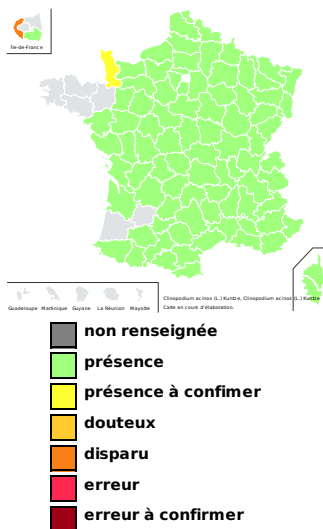 Île-de-France
Guadeloupe Martinique Guyane La Réunion Mayotte
Clinopodium acinos (L.) Kuntze, Clinopodium acinos (L.) Kuntze
Carte en cours d'élaboration.
non renseignée
présence
présence à confimer
douteux
disparu
erreur
erreur à confirmer